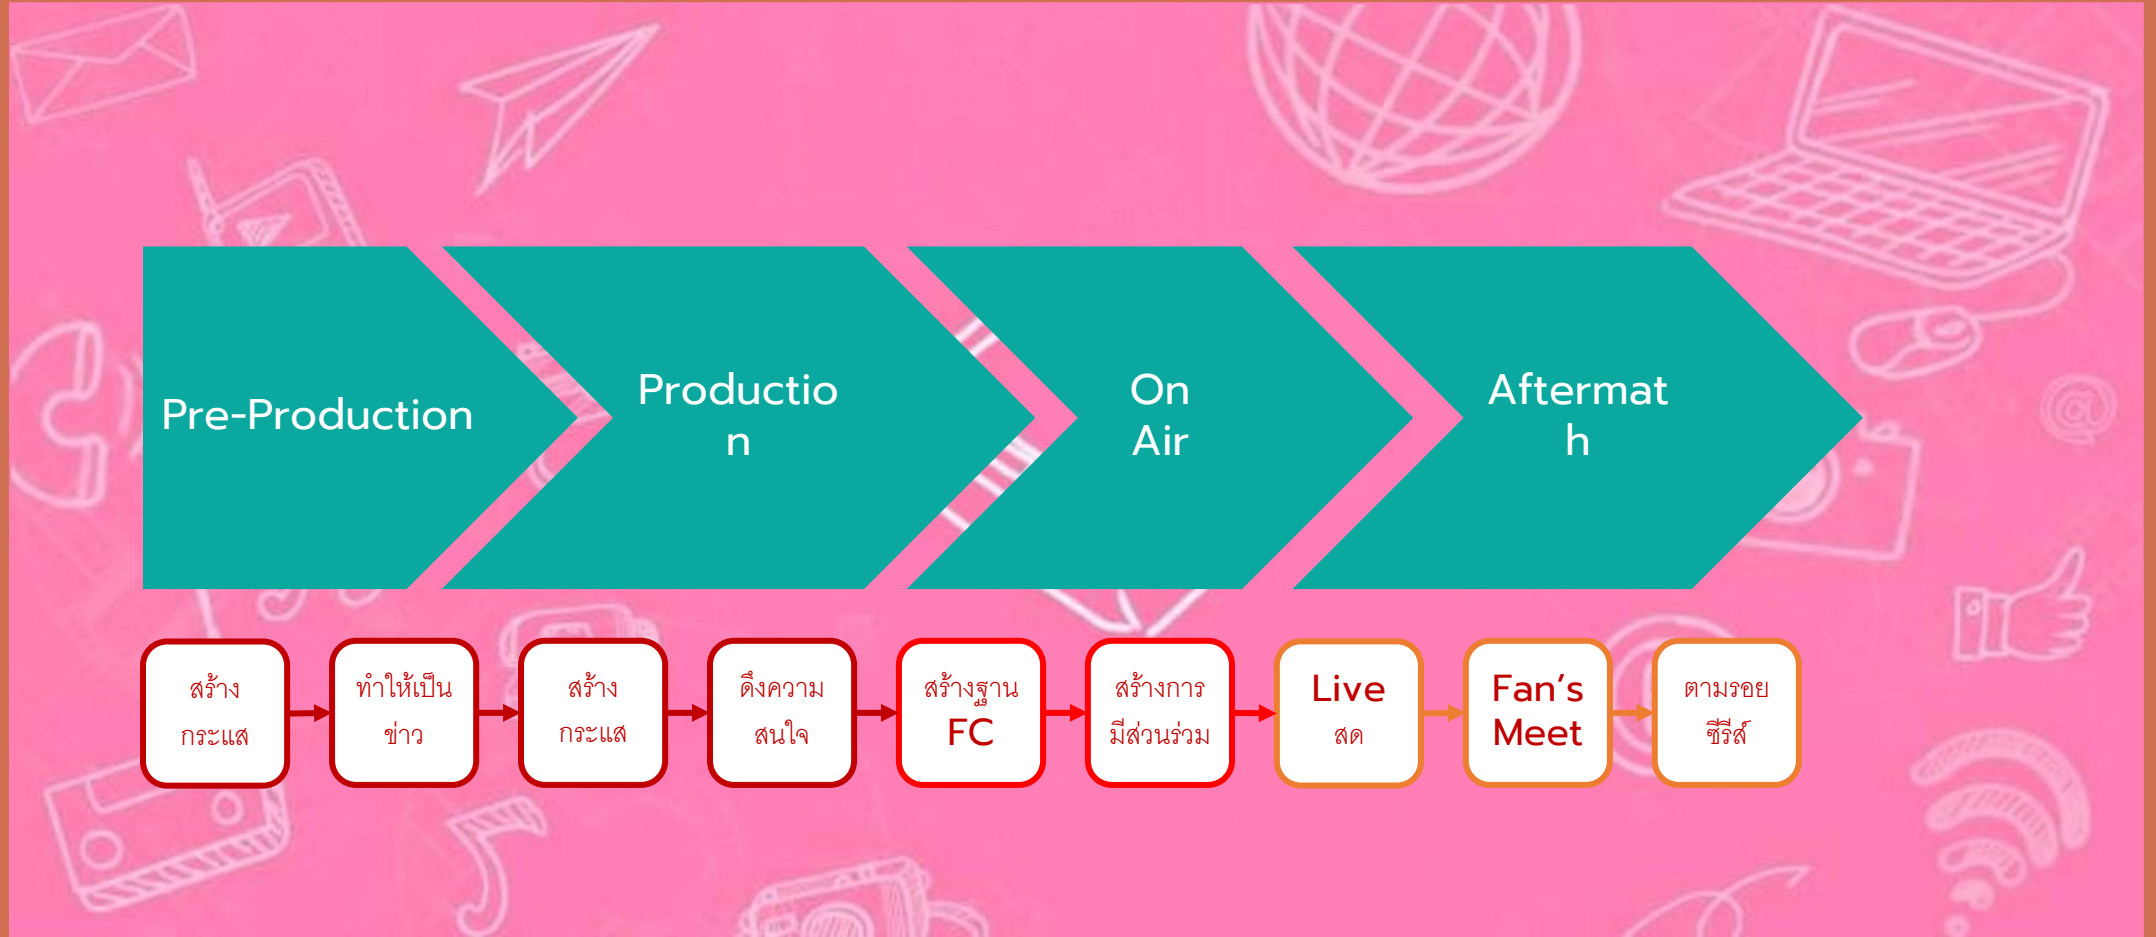 Pre-Production
Productio
n
On
Air
Aftermat
h
สร้าง
กระแส
ทำให้เป็น
ข่าว
สร้าง
กระแส
ดึงความ
สนใจ
สร้างฐาน
FC
สร้างการ
มีส่วนร่วม
Live
สด
Fan’s
Meet
ตามรอย
ซีรีส์